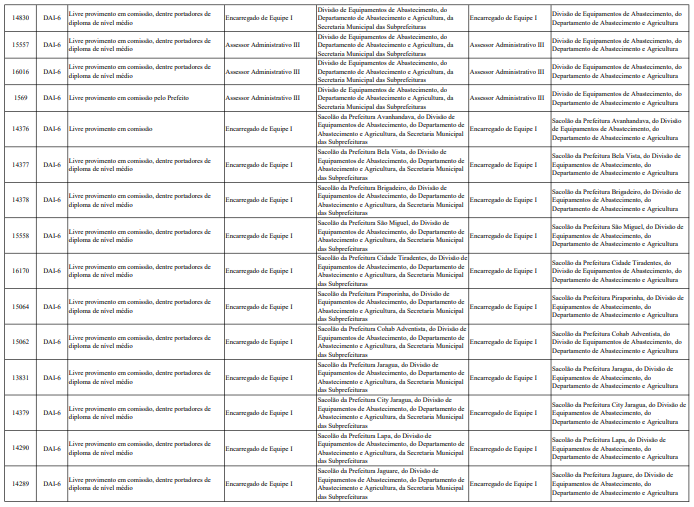 14830 DAI-6 Livre provimento em comissão, dentre portadores de diploma de nível médio Encarregado de Equipe I Divisão de Equipamentos de Abastecimento, do Departamento de Abastecimento e Agricultura, da Secretaria Municipal das Subprefeituras Encarregado de Equipe I Divisão de Equipamentos de Abastecimento, do Departamento de Abastecimento e Agricultura
15557 DAI-6 Livre provimento em comissão, dentre portadores de diploma de nível médio Assessor Administrativo III Divisão de Equipamentos de Abastecimento, do Departamento de Abastecimento e Agricultura, da Secretaria Municipal das Subprefeituras Assessor Administrativo III Divisão de Equipamentos de Abastecimento, do Departamento de Abastecimento e Agricultura
16016 DAI-6 Livre provimento em comissão, dentre portadores de diploma de nível médio Assessor Administrativo III Divisão de Equipamentos de Abastecimento, do Departamento de Abastecimento e Agricultura, da Secretaria Municipal das Subprefeituras Assessor Administrativo III Divisão de Equipamentos de Abastecimento, do Departamento de Abastecimento e Agricultura
1569 DAI-6 Livre provimento em comissão pelo Prefeito Assessor Administrativo III Divisão de Equipamentos de Abastecimento, do Departamento de Abastecimento e Agricultura, da Secretaria Municipal das Subprefeituras Assessor Administrativo III Divisão de Equipamentos de Abastecimento, do Departamento de Abastecimento e Agricultura
14376 DAI-6 Livre provimento em comissão Encarregado de Equipe I Sacolão da Prefeitura Avanhandava, do Divisão de Equipamentos de Abastecimento, do Departamento de Abastecimento e Agricultura, da Secretaria Municipal das Subprefeituras Encarregado de Equipe I Sacolão da Prefeitura Avanhandava, do Divisão de Equipamentos de Abastecimento, do Departamento de Abastecimento e Agricultura
14377 DAI-6 Livre provimento em comissão, dentre portadores de diploma de nível médio Encarregado de Equipe I Sacolão da Prefeitura Bela Vista, do Divisão de Equipamentos de Abastecimento, do Departamento de Abastecimento e Agricultura, da Secretaria Municipal das Subprefeituras Encarregado de Equipe I Sacolão da Prefeitura Bela Vista, do Divisão de Equipamentos de Abastecimento, do Departamento de Abastecimento e Agricultura
14378 DAI-6 Livre provimento em comissão, dentre portadores de diploma de nível médio Encarregado de Equipe I Sacolão da Prefeitura Brigadeiro, do Divisão de Equipamentos de Abastecimento, do Departamento de Abastecimento e Agricultura, da Secretaria Municipal das Subprefeituras Encarregado de Equipe I Sacolão da Prefeitura Brigadeiro, do Divisão de Equipamentos de Abastecimento, do Departamento de Abastecimento e Agricultura
15558 DAI-6 Livre provimento em comissão, dentre portadores de diploma de nível médio Encarregado de Equipe I Sacolão da Prefeitura São Miguel, do Divisão de Equipamentos de Abastecimento, do Departamento de Abastecimento e Agricultura, da Secretaria Municipal das Subprefeituras Encarregado de Equipe I Sacolão da Prefeitura São Miguel, do Divisão de Equipamentos de Abastecimento, do Departamento de Abastecimento e Agricultura
16170 DAI-6 Livre provimento em comissão, dentre portadores de diploma de nível médio Encarregado de Equipe I Sacolão da Prefeitura Cidade Tiradentes, do Divisão de Equipamentos de Abastecimento, do Departamento de Abastecimento e Agricultura, da Secretaria Municipal das Subprefeituras Encarregado de Equipe I Sacolão da Prefeitura Cidade Tiradentes, do Divisão de Equipamentos de Abastecimento, do Departamento de Abastecimento e Agricultura
15064 DAI-6 Livre provimento em comissão, dentre portadores de diploma de nível médio Encarregado de Equipe I Sacolão da Prefeitura Piraporinha, do Divisão de Equipamentos de Abastecimento, do Departamento de Abastecimento e Agricultura, da Secretaria Municipal das Subprefeituras Encarregado de Equipe I Sacolão da Prefeitura Piraporinha, do Divisão de Equipamentos de Abastecimento, do Departamento de Abastecimento e Agricultura
15062 DAI-6 Livre provimento em comissão, dentre portadores de diploma de nível médio Encarregado de Equipe I Sacolão da Prefeitura Cohab Adventista, do Divisão de Equipamentos de Abastecimento, do Departamento de Abastecimento e Agricultura, da Secretaria Municipal das Subprefeituras Encarregado de Equipe I Sacolão da Prefeitura Cohab Adventista, do Divisão de Equipamentos de Abastecimento, do Departamento de Abastecimento e Agricultura
13831 DAI-6 Livre provimento em comissão, dentre portadores de diploma de nível médio Encarregado de Equipe I Sacolão da Prefeitura Jaragua, do Divisão de Equipamentos de Abastecimento, do Departamento de Abastecimento e Agricultura, da Secretaria Municipal das Subprefeituras Encarregado de Equipe I Sacolão da Prefeitura Jaragua, do Divisão de Equipamentos de Abastecimento, do Departamento de Abastecimento e Agricultura
14379 DAI-6 Livre provimento em comissão, dentre portadores de diploma de nível médio Encarregado de Equipe I Sacolão da Prefeitura City Jaragua, do Divisão de Equipamentos de Abastecimento, do Departamento de Abastecimento e Agricultura, da Secretaria Municipal das Subprefeituras Encarregado de Equipe I Sacolão da Prefeitura City Jaragua, do Divisão de Equipamentos de Abastecimento, do Departamento de Abastecimento e Agricultura
14290 DAI-6 Livre provimento em comissão, dentre portadores de diploma de nível médio Encarregado de Equipe I Sacolão da Prefeitura Lapa, do Divisão de Equipamentos de Abastecimento, do Departamento de Abastecimento e Agricultura, da Secretaria Municipal das Subprefeituras Encarregado de Equipe I Sacolão da Prefeitura Lapa, do Divisão de Equipamentos de Abastecimento, do Departamento de Abastecimento e Agricultura
14289 DAI-6 Livre provimento em comissão, dentre portadores de diploma de nível médio Encarregado de Equipe I Sacolão da Prefeitura Jaguare, do Divisão de Equipamentos de Abastecimento, do Departamento de Abastecimento e Agricultura, da Secretaria Municipal das Subprefeituras Encarregado de Equipe I Sacolão da Prefeitura Jaguare, do Divisão de Equipamentos de Abastecimento, do Departamento de Abastecimento e Agricultura